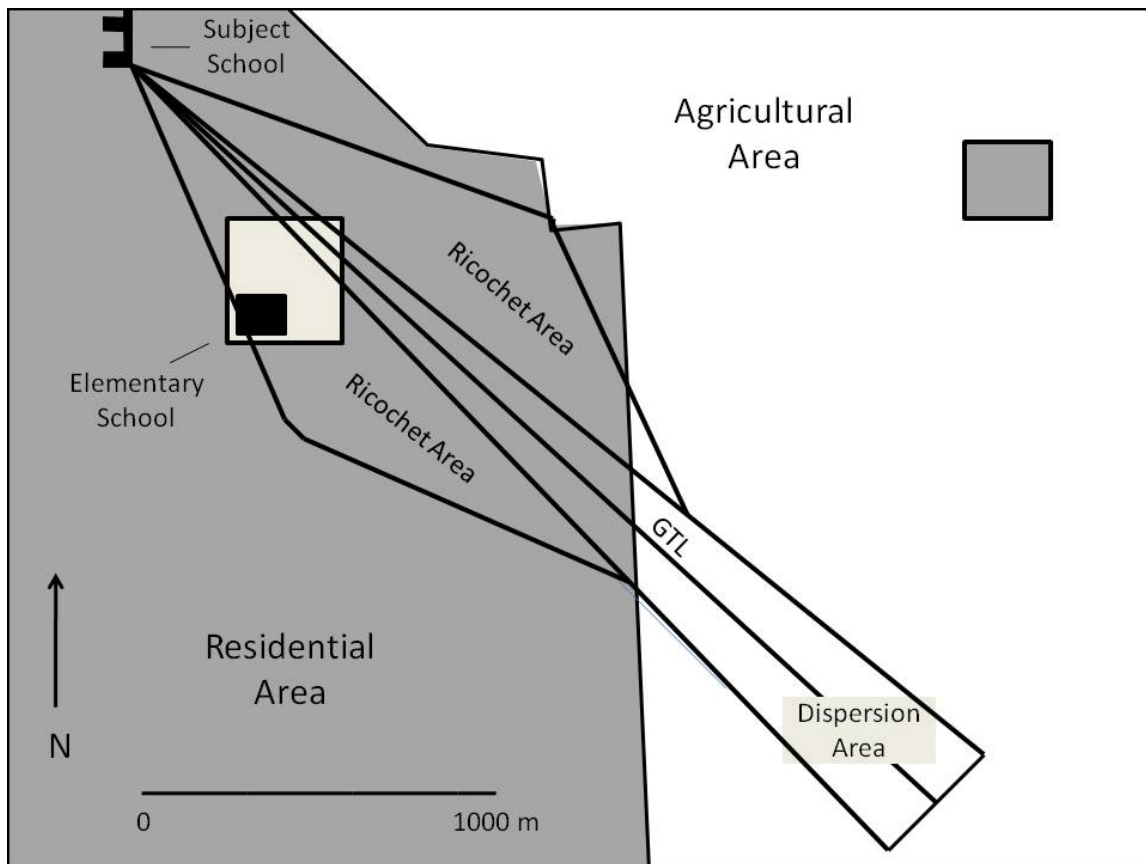 Subject
School
Agricultural
Area
Ricochet Area
Ricochet Area
Elementary
School
GTL
Residential
Area
Dispersion
Area
N
0
1000 m